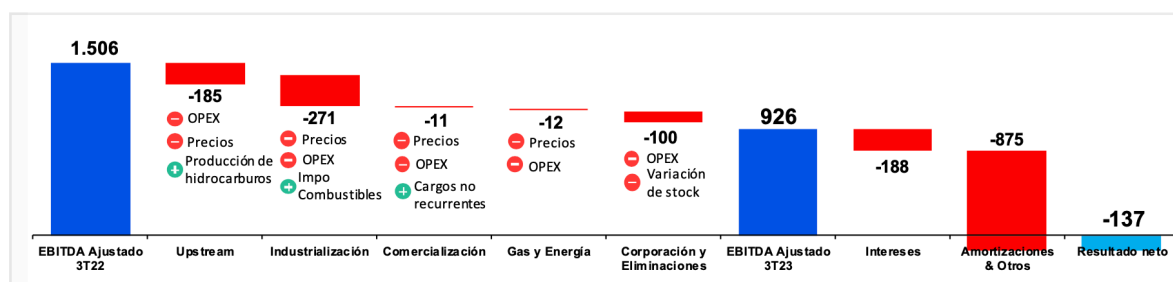 1.506
-185
OPEX
Precios
Producción de
hidrocarburos
-271
Precios
OPEX
Impo
Combustibles
-11
Precios
OPEX
Cargos no
recurrentes
-12
Precios
OPEX
-100
OPEX
Variación
de stock
926
-188
-875
-137
EBITDA Ajustado
3T22
Upstream
Industrialización
Comercialización
Gas y Energía
Corporación y
Eliminaciones
EBITDA Ajustado
3T23
Intereses
Amortizaciones
& Otros
Resultado neto